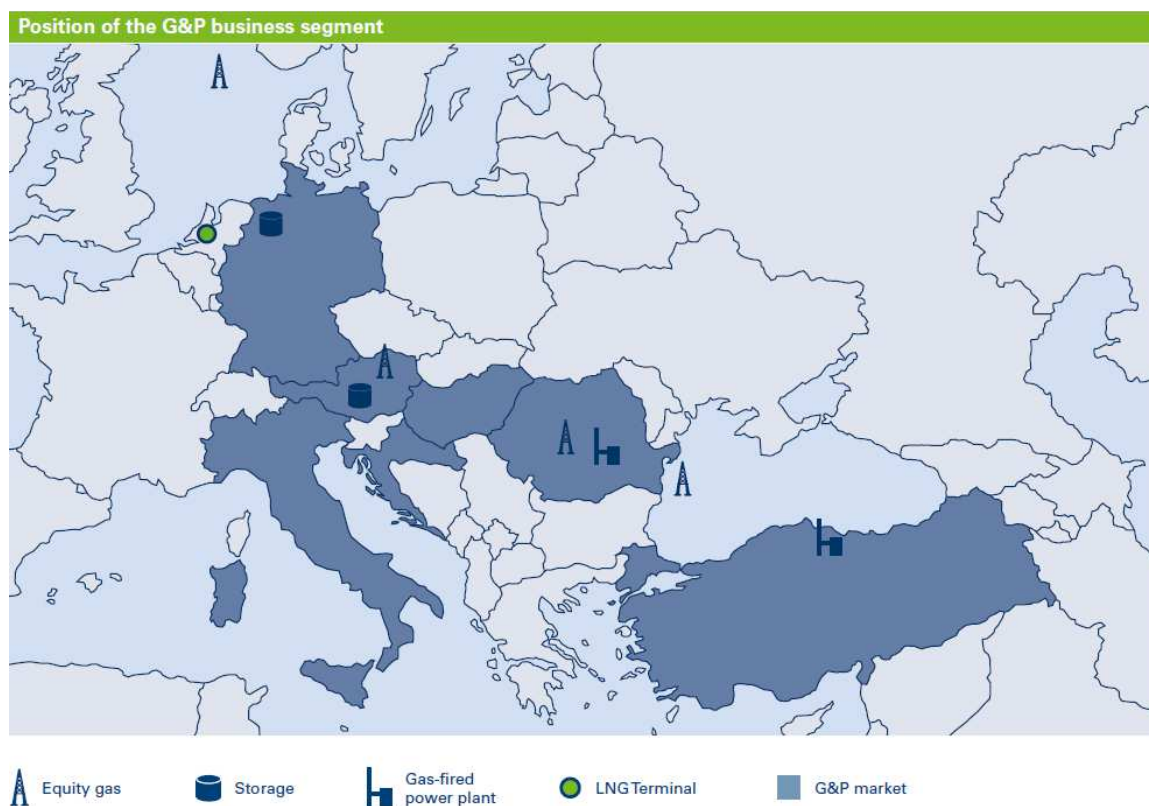 Position of the G&P business segment
Equity gas
Storage
Gas-fired
power plant
LNG Terminal
G&P market